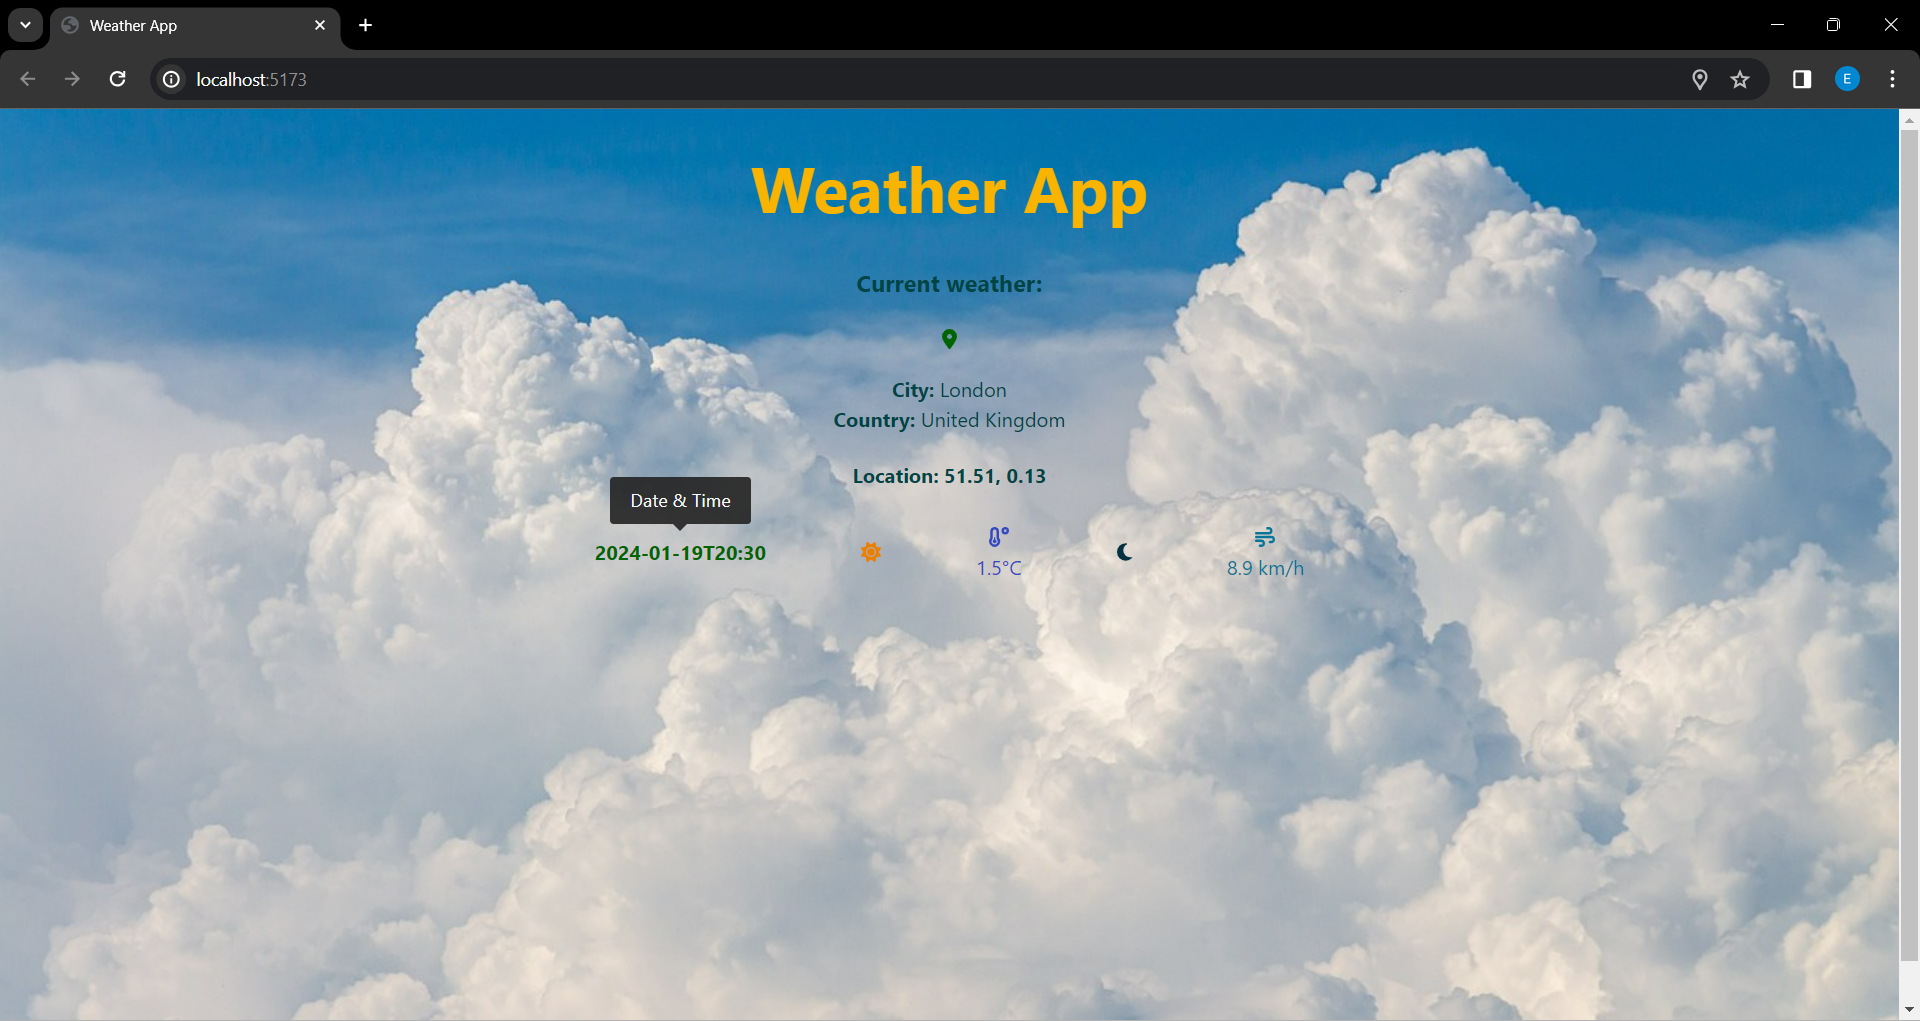 Weather App
localhost:5173
E
Weather App
Current weather:
City: London
Country: United Kingdom
Location: 51.51, 0.13
Date & Time
2024-01-19T20:30
1.5°C
8.9 km/h